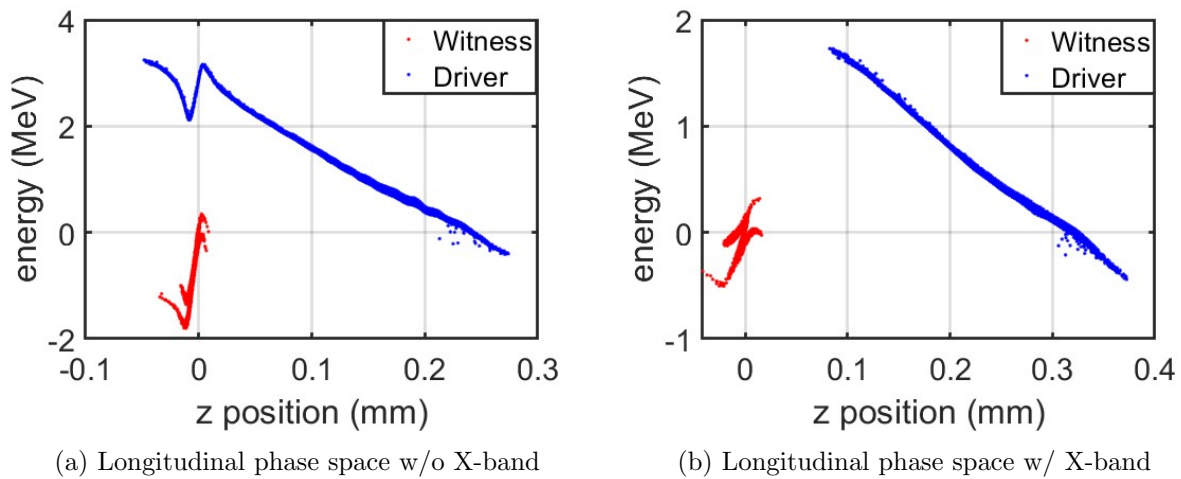 4
2
0
-2
-0.1
0
0.1
0.2
0.3
energy (MeV)
z position (mm)
Witness
Driver
(a) Longitudinal phase space w/o X-band
2
1
0
-1
0
0.1
0.2
0.3
0.4
energy (MeV)
z position (mm)
Witness
Driver
(b) Longitudinal phase space w/ X-band